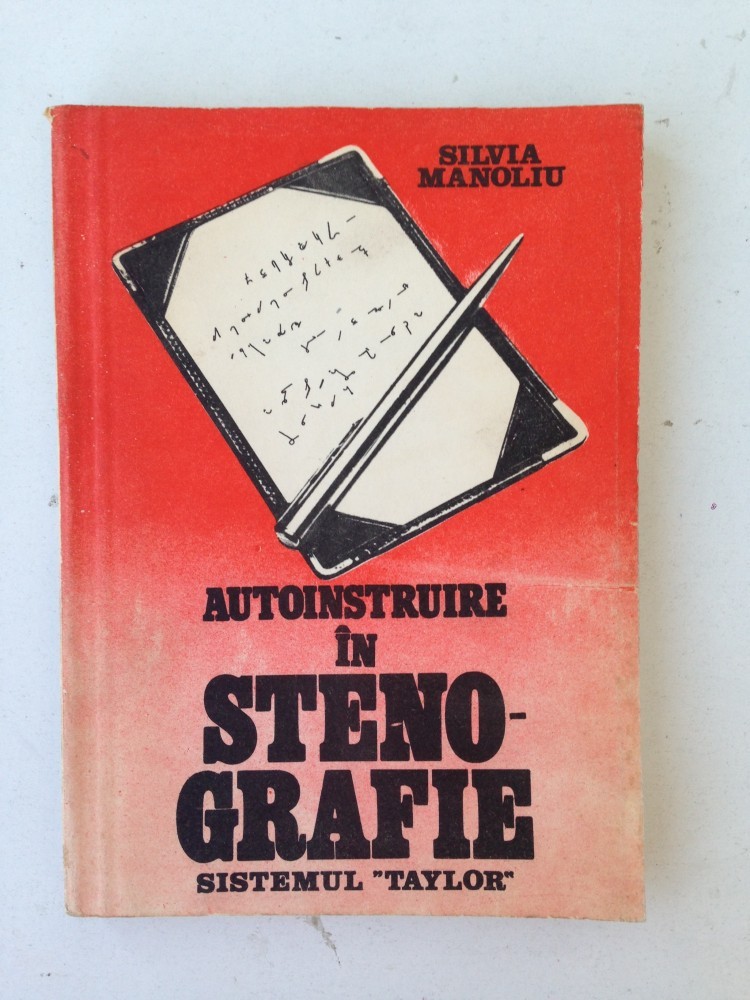 SILVIA
MANOLIU
AUTOINSTRUIRE
ÎN
STENO-
GRAFIE
SISTEMUL "TAYLOR"